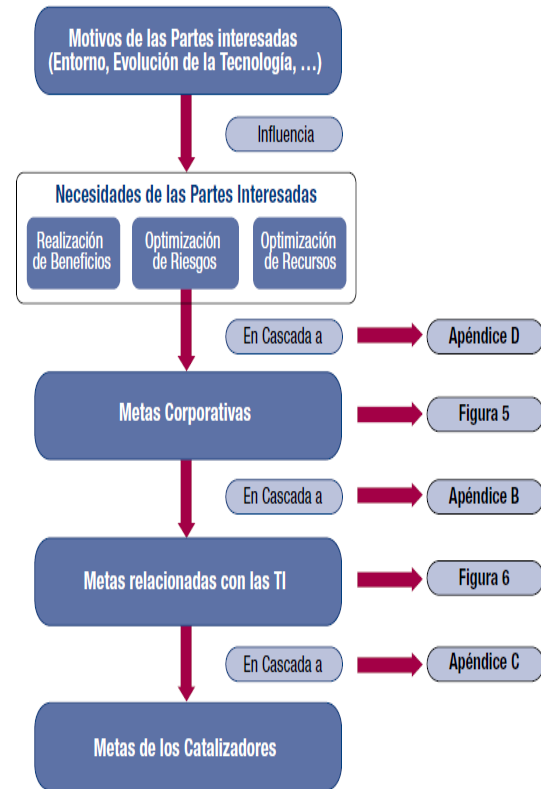 Motivos de las Partes interesadas
(Entorno, Evolución de la Tecnología, …)
Influencia
Necesidades de las Partes Interesadas
Realización
de Beneficios
Optimización
de Riesgos
Optimización
de Recursos
En Cascada a
Apéndice D
Metas Corporativas
Figura 5
En Cascada a
Apéndice B
Metas relacionadas con las TI
Figura 6
En Cascada a
Apéndice C
Metas de los Catalizadores